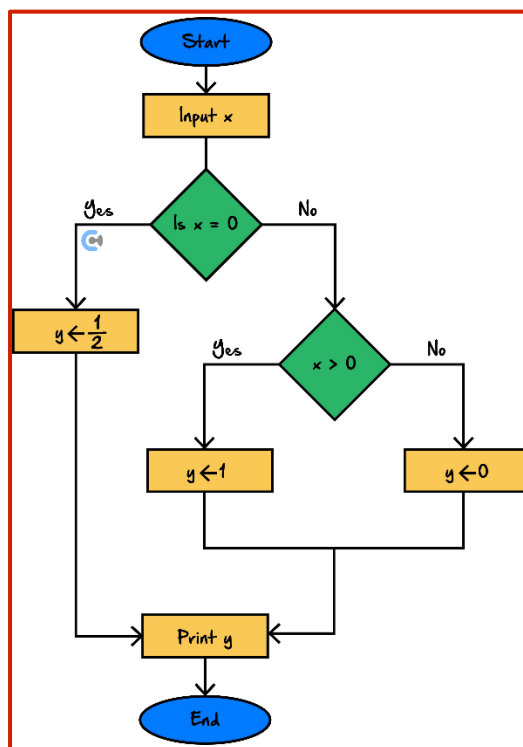 Start
Input x
Is x = 0
Yes
No
y ← 1/2
x > 0
Yes
No
y ← 1
y ← 0
Print y
End